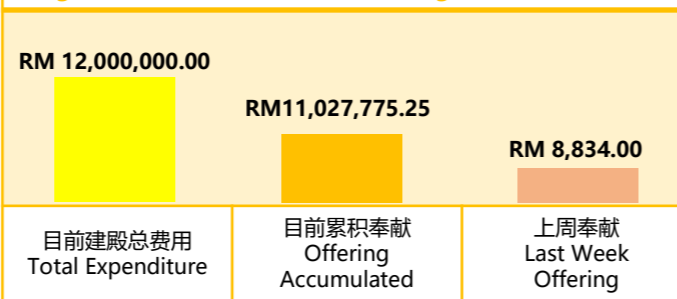 RM 12,000,000.00
RM11,027,775.25
RM 8,834.00
目前建殿总费用
Total Expenditure
目前累积奉献
Offering
Accumulated
上周奉献
Last Week
Offering